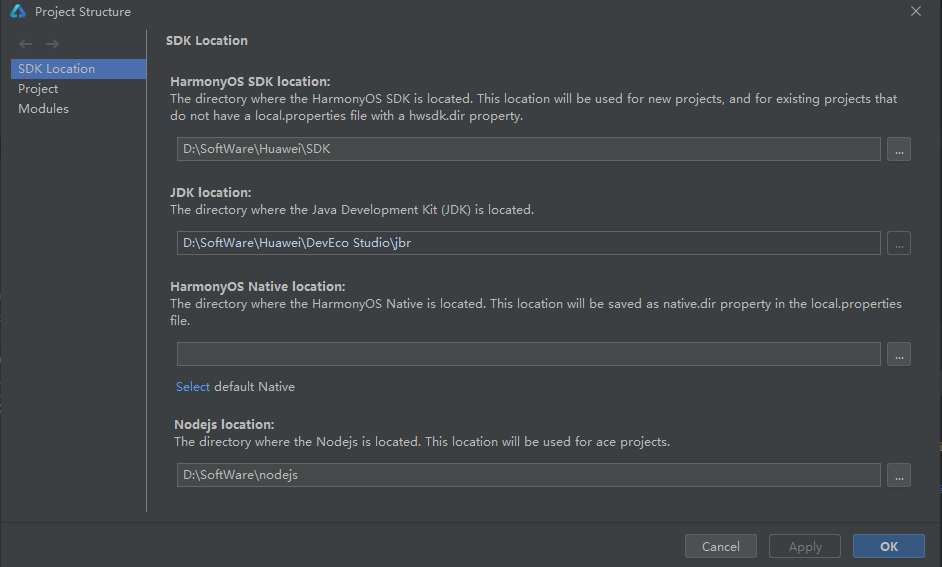 Project Structure
SDK Location
Project
Modules
SDK Location
HarmonyOS SDK location:
The directory where the HarmonyOS SDK is located. This location will be used for new projects, and for existing projects that
do not have a local.properties file with a hwsdk.dir property.
D:\SoftWare\Huawei\SDK
...
JDK location:
The directory where the Java Development Kit (JDK) is located.
D:\SoftWare\Huawei\DevEco Studio\jbr
...
HarmonyOS Native location:
The directory where the HarmonyOS Native is located. This location will be saved as native.dir property in the local.properties
file.
...
Select default Native
Nodejs location:
The directory where the Nodejs is located. This location will be used for ace projects.
D:\SoftWare\nodejs
...
Cancel
Apply
OK